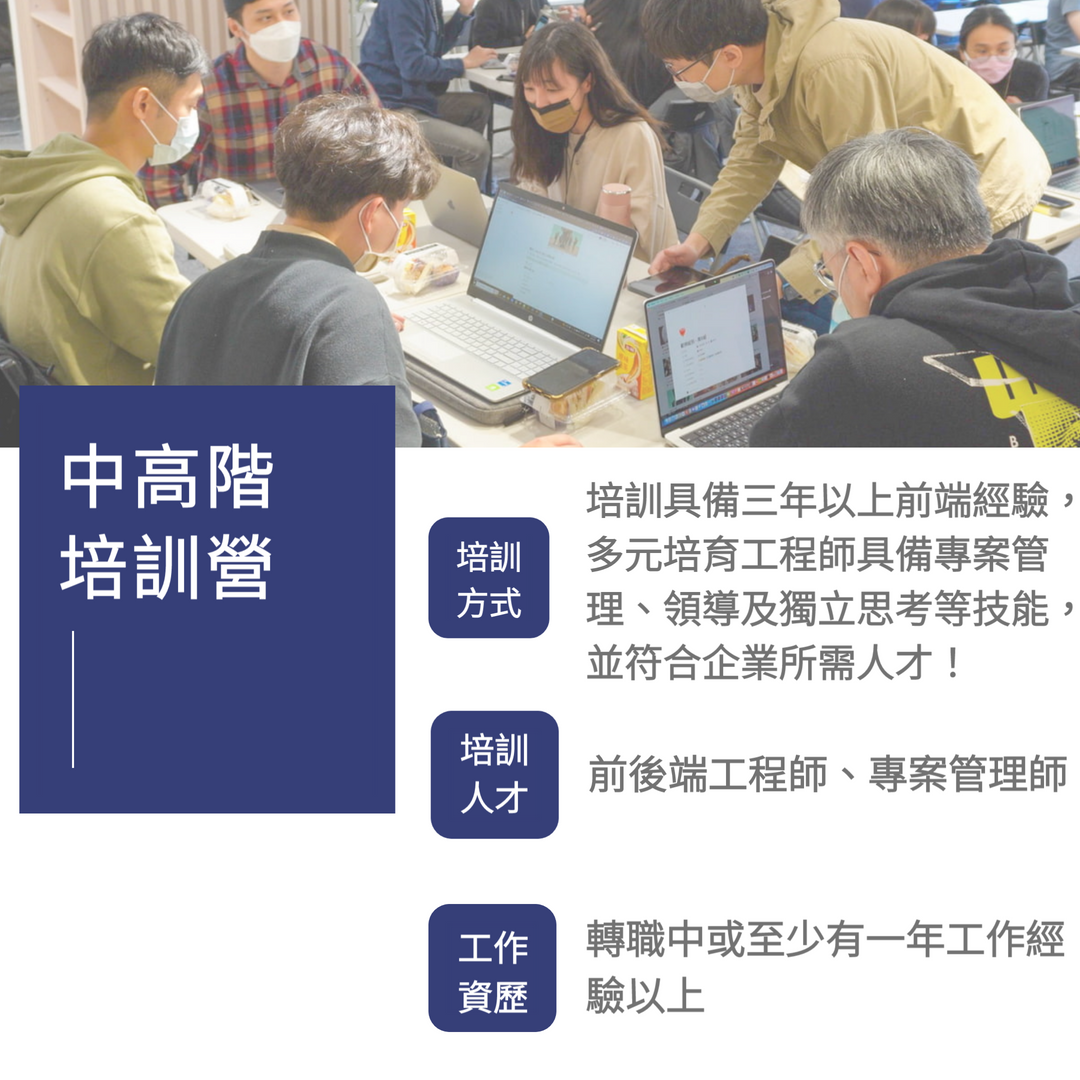 中高階
培訓營
培訓
方式
培訓具備三年以上前端經驗，
多元培育工程師具備專案管
理、領導及獨立思考等技能，
並符合企業所需人才！
培訓
人才
前後端工程師、專案管理師
工作
資歷
轉職中或至少有一年工作經
驗以上